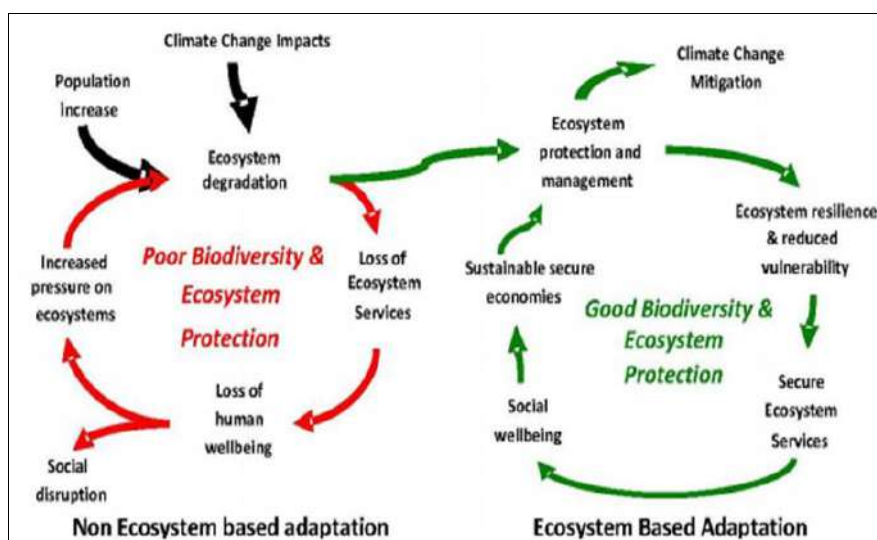 Climate Change Impacts
Population
increase
Ecosystem
degradation
Increased
pressure on
ecosystems
Poor Biodiversity &
Ecosystem
Protection
Loss of
Ecosystem
Services
Loss of
human
wellbeing
Social
disruption
Non Ecosystem based adaptation
Climate Change
Mitigation
Ecosystem
protection and
management
Ecosystem resilience
& reduced
vulnerability
Sustainable secure
economies
Good Biodiversity &
Ecosystem
Protection
Social
wellbeing
Secure
Ecosystem
Services
Ecosystem Based Adaptation